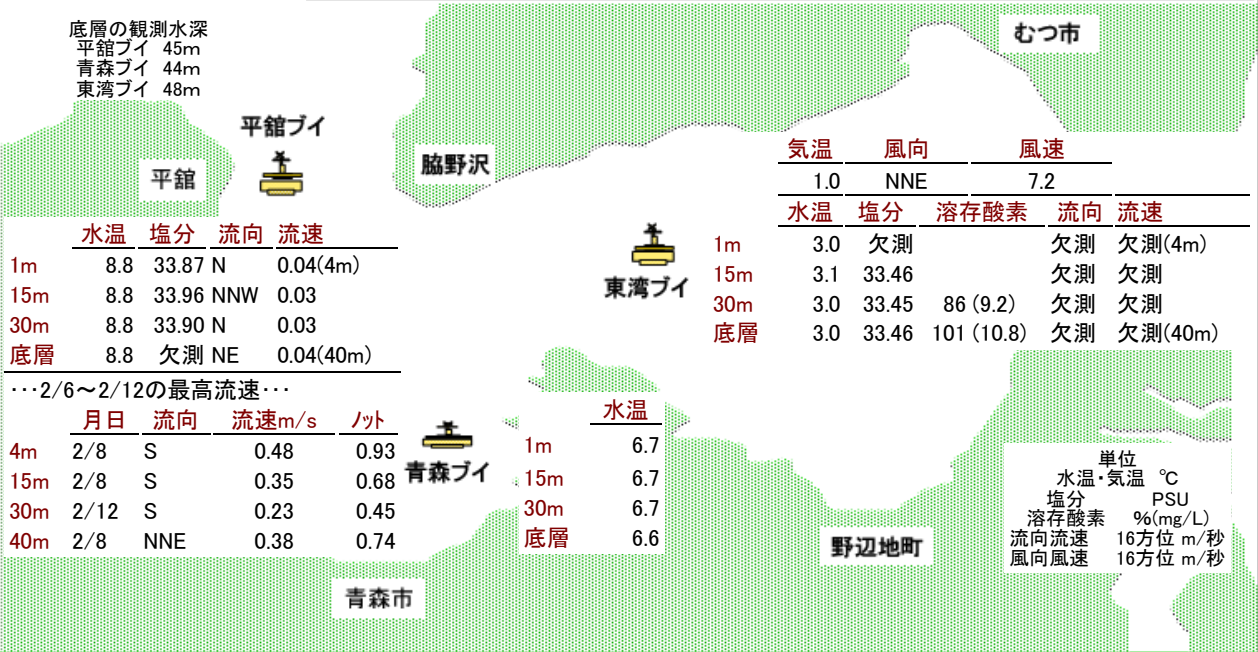 底層の観測水深
平舘ブイ 45m
青森ブイ 44m
東湾ブイ 48m
むつ市
平舘ブイ
脇野沢
平舘
気温 風向 風速
1.0 NNE 7.2
水温 塩分 溶存酸素 流向 流速
1m 3.0 欠測 欠測 欠測(4m)
15m 3.1 33.46 欠測 欠測
30m 3.0 33.45 86 (9.2) 欠測 欠測
底層 3.0 33.46 101 (10.8) 欠測 欠測(40m)
東湾ブイ
水温 塩分 流向 流速
1m 8.8 33.87 N 0.04(4m)
15m 8.8 33.96 NNW 0.03
30m 8.8 33.90 N 0.03
底層 8.8 欠測 NE 0.04(40m)
･･･2/6～2/12の最高流速･･･
月日 流向 流速m/s ﾉｯﾄ
4m 2/8 S 0.48 0.93
15m 2/8 S 0.35 0.68
30m 2/12 S 0.23 0.45
40m 2/8 NNE 0.38 0.74
青森ブイ
水温
1m 6.7
15m 6.7
30m 6.7
底層 6.6
単位
水温・気温 ℃
塩分 PSU
溶存酸素 %(mg/L)
流向流速 16方位 m/秒
風向風速 16方位 m/秒
野辺地町
青森市